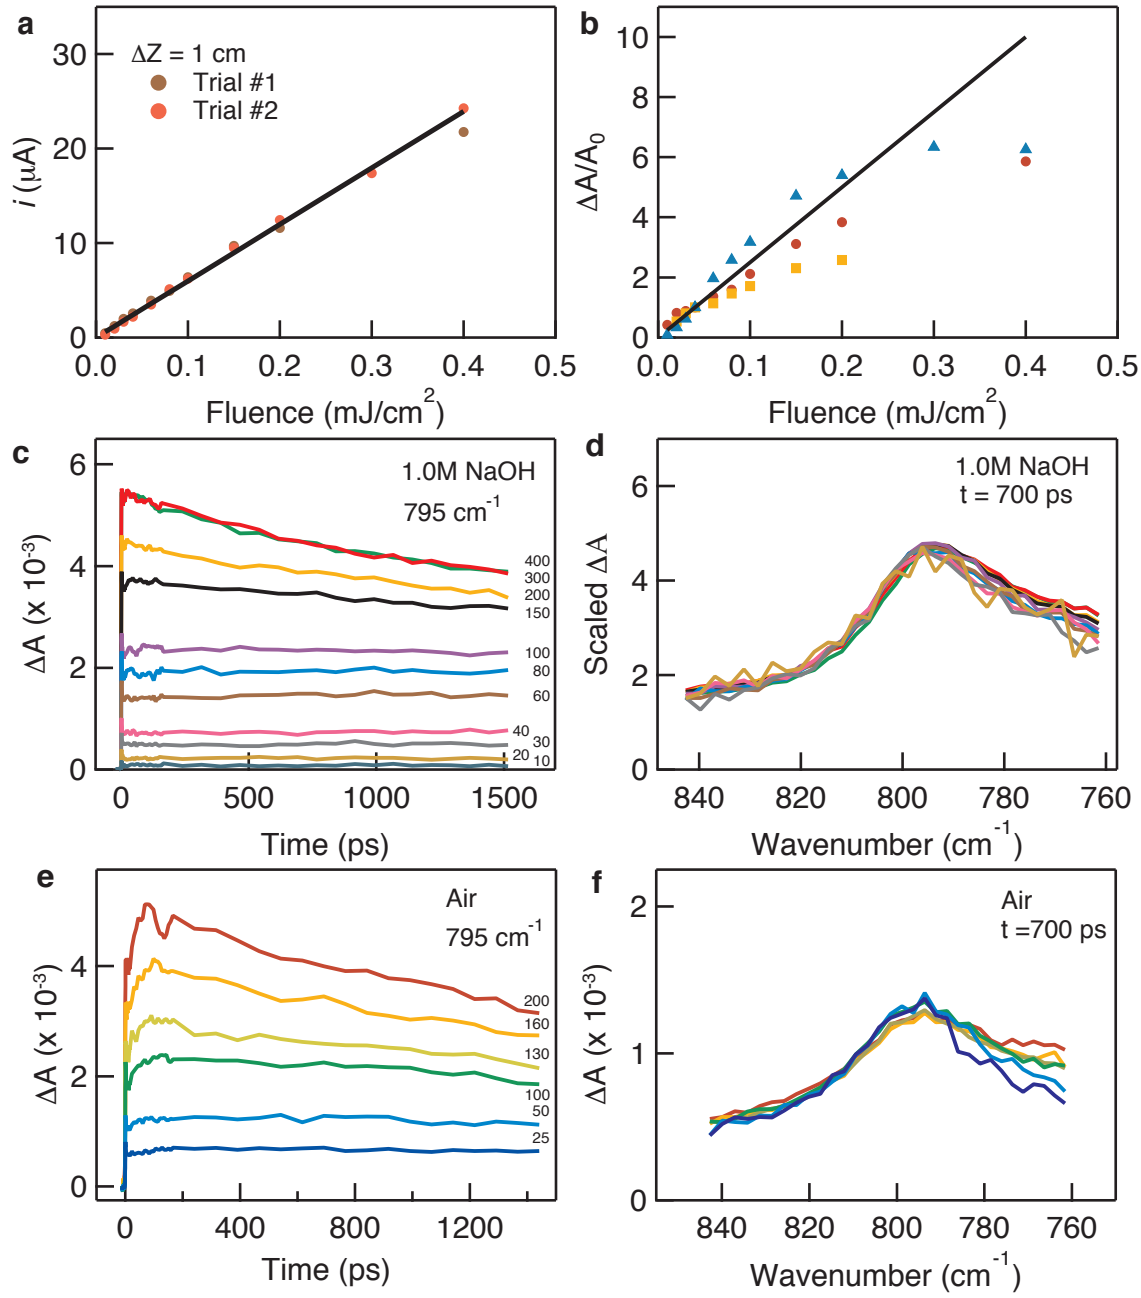 a
ΔZ = 1 cm
Trial #1
Trial #2
i (μA)
30
20
10
0
0.0 0.1 0.2 0.3 0.4 0.5
Fluence (mJ/cm²)
b
ΔA/A₀
10
8
6
4
2
0
0.1 0.2 0.3 0.4 0.5
Fluence (mJ/cm²)
c
1.0M NaOH
795 cm⁻¹
ΔA (x 10⁻³)
6
4
2
0
400
300
200
150
100
80
60
40
30
20 10
0 500 1000 1500
Time (ps)
d
1.0M NaOH
t = 700 ps
Scaled ΔA
6
4
2
0
840 820 800 780 760
Wavenumber (cm⁻¹)
e
Air
795 cm⁻¹
ΔA (x 10⁻³)
4
2
0
200
160
130
100
50
25
0 400 800 1200
Time (ps)
f
Air
t =700 ps
ΔA (x 10⁻³)
2
1
0
840 820 800 780 760
Wavenumber (cm⁻¹)